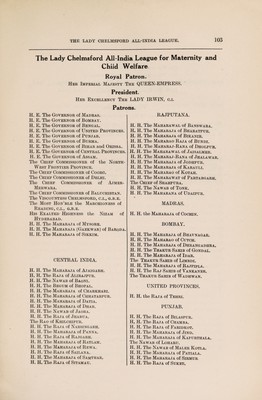 THE LADY CHELMSFORD ALL-INDIA LEAGUE. 103
The Lady Chelmsford All-India League for Maternity and
Child Welfare
Royal Patron.
HER IMPERIAL MAJESTY THE QUEEN-EMPRESS.
President.
HER EXCELLENCY THE LADY IRWIN, C.I.
Patrons.
H. E. THE GOVERNOR OF MADRAS.
H. E. THE GOVERNOR OF BOMBAY.
H. E. THE GOVERNOR OF BENGAL.
H. E. THE GOVERNOR OF UNITED PROVINCES.
H. E. THE GOVERNOR OF PUNJAB.
H. E. THE GOVERNOR OF BURMA.
H. E. THE GOVERNOR OF BIHAR AND ORISSA.
H. E. THE GOVERNOR OF CENTRAL PROVINCES.
H. E. THE GOVERNOR OF ASSAM.
THE CHIEF COMMISSIONER OF THE NORTH-
WEST FRONTIER PROVINCE.
THE CHIEF COMMISSIONER OF COORG.
THE CHIEF COMMISSIONER OF DELHI.
THE CHIEF COMMISSIONER OF AJMER-
MERWARA.
THE CHIEF COMMISSIONER OF BALUCHISTAN.
THE VISCOUNTESS CHELMSFORD, C.I., G.B.E.
THE MOST HON'BLE THE MARCHIONESS OF
READING, C.I., G.B.E.
HIS EXALTED HIGHNESS THE NIZAM OF
HYDERABAD.
H. H. THE MAHARAJA OF MYSORE.
H. H. THE MAHARAJA (GAEKWAR) OF BARODA.
H. H. THE MAHARAJA OF SIKKIM.
CENTRAL INDIA.
H. H. THE MAHARAJA OF AJAIGARH.
H. H. THE RAJA OF ALIRAJPUR.
H. H. THE NAWAB OF BAONI.
H. H. THE BEGUM OF BHOPAL.
H. H. THE MAHARAJA OF CHARKHARI.
H. H. THE MAHARAJA OF CHHATARPUR.
H. H. THE MAHARAJA OF DATIA.
H. H. THE MAHARAJA OF DHAR.
H. H. THE NAWAB OF JAORA.
H. H. THE RAJA OF JHABUA.
THE RAO OF KHILCHIPUR.
H. H. THE RAJA OF NARSINGARH.
H. H. THE MAHARAJA OF PANNA.
H. H. THE RAJA OF RAJGARH.
H. H. THE MAHARAJA OF RATLAM.
H. H. THE MAHARAJA OF REWA.
H. H. THE RAJA OF SAILANA.
H. H. THE MAHARAJA OF SAMTHAR.
H. H. THE RAJA OF SITAMAU.
RAJPUTANA.
H. H. THE MAHARAWAL OF BANSWARA.
H. H. THE MAHARAJA OF BHARATPUR.
H. H. THE MAHARAJA OF BIKANIR.
H. H. THE MAHARAO RAJA OF BUNDI.
H. H. THE MAHARAJ-RANA OF DHOLPUR.
H. H. THE MAHARAWAL OF JAISALMER.
H. H. THE MAHARAJ-RANA OF JHALAWAR.
H. H. THE MAHARAJA OF JODHPUR.
H. H. THE MAHARAJA OF KARAULI.
H. H. THE MAHARAO OF KOTAH.
H. H. THE MAHARAWAT OF PARTABGARH.
THE CHIEF OF SHAHPURA.
H. H. THE NAWAB OF TONK.
H. H. THE MAHARANA OF UDAIPUR.
MADRAS.
H. H. THE MAHARAJA OF COCHIN.
BOMBAY.
H. H. THE MAHARAJA OF BHAVNAGAR.
H. H. THE MAHARAO OF CUTCH.
H. H. THE MAHARAJA OF DHRANGADHRA.
H. H. THE THAKUR SAHIB OF GONDAL.
H. H. THE MAHARAJA OF IDAR.
THE THAKUR SAHIB OF LIMBDI.
H. H. THE MAHARAJA OF RAJPIPLA.
H. H. THE RAJ SAHIB OF VANKANER.
THE THAKUR SAHIB OF WADHWAN.
UNITED PROVINCES.
H. H. THE RAJA OF TEHRI.
PUNJAB.
H. H. THE RAJA OF BILASPUR.
H. H. THE RAJA OF CHAMBA.
H. H. THE RAJA OF FARIDKOT.
H. H. THE MAHARAJA OF JIND.
H. H. THE MAHARAJA OF KAPURTHALA.
THE NAWAB OF LOHARU.
H. H. THE NAWAB OF MALER KOTLA.
H. H. THE MAHARAJA OF PATIALA.
H. H. THE MAHARAJA OF SIRMUR.
H. H. THE RAJA OF SUKET.